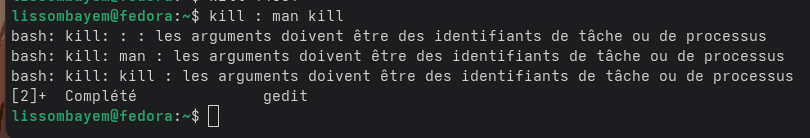 lissombayem@fedora:~$ kill : man kill
bash: kill: : : les arguments doivent être des identifiants de tâche ou de processus
bash: kill: man : les arguments doivent être des identifiants de tâche ou de processus
bash: kill: kill : les arguments doivent être des identifiants de tâche ou de processus
[2]+  Complété              gedit
lissombayem@fedora:~$